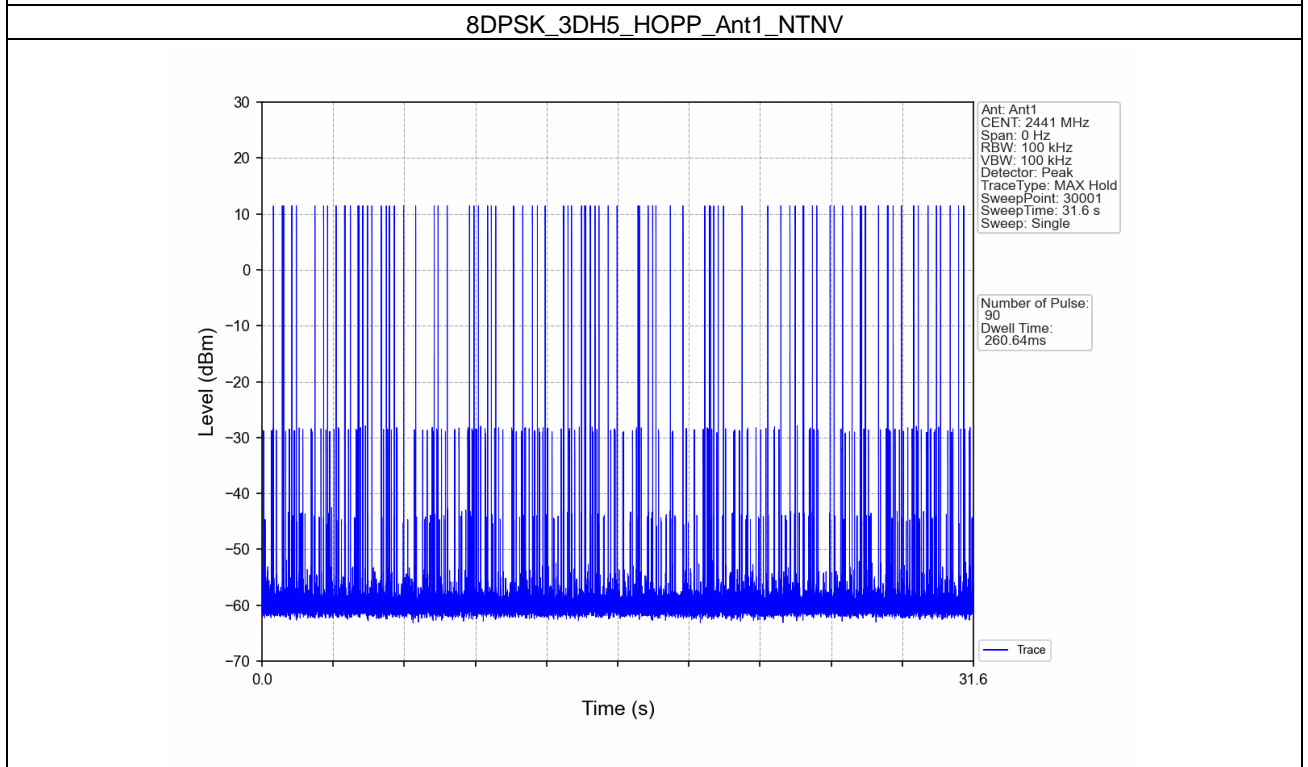 8DPSK_3DH5_HOPP_Ant1_NTNV
30
20
10
0
−10
−20
−30
−40
−50
−60
−70
Level (dBm)
0.0
31.6
Time (s)
Ant: Ant1
CENT: 2441 MHz
Span: 0 Hz
RBW: 100 kHz
VBW: 100 kHz
Detector: Peak
TraceType: MAX Hold
SweepPoint: 30001
SweepTime: 31.6 s
Sweep: Single
Number of Pulse:
90
Dwell Time:
260.64ms
Trace